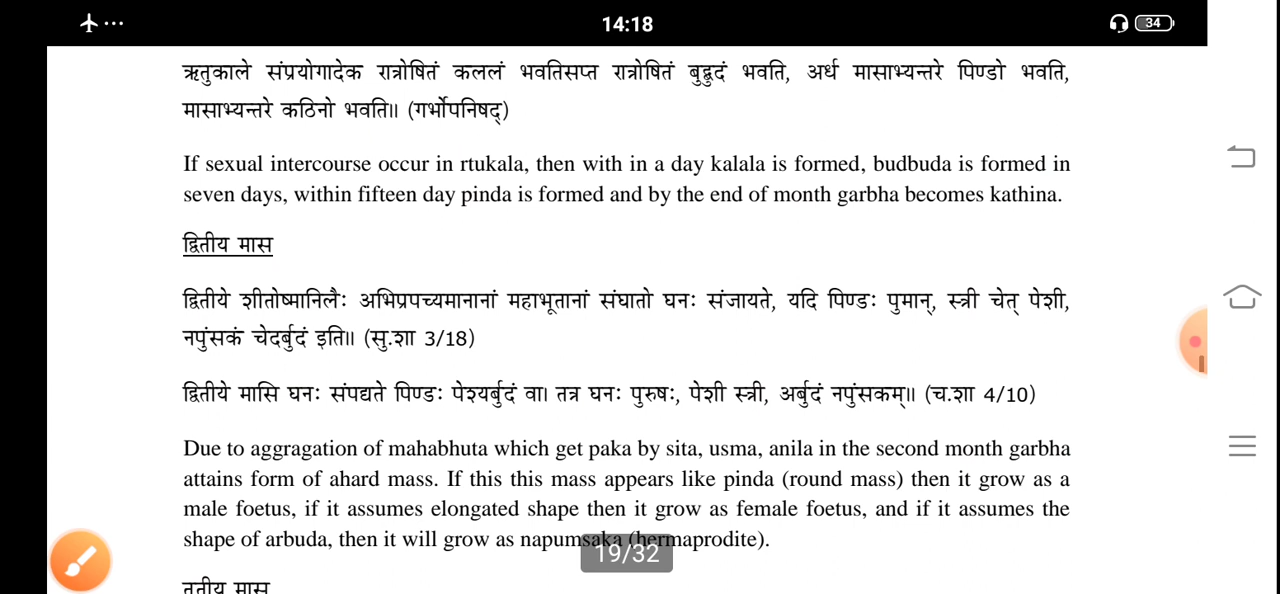 14:18
34
ऋतुकाले संप्रयोगादेक रात्रोषितं कललं भवतिसप्त रात्रोषितं बुद्बुदं भवति, अर्ध मासाभ्यन्तरे पिण्डो भवति,
मासाभ्यन्तरे कठिनो भवति॥ (गर्भोपनिषद्)
If sexual intercourse occur in rtukala, then with in a day kalala is formed, budbuda is formed in
seven days, within fifteen day pinda is formed and by the end of month garbha becomes kathina.
द्वितीय मास
द्वितीये शीतोष्मानिलैः अभिप्रपच्यमानानां महाभूतानां संघातो घनः संजायते, यदि पिण्डः पुमान्, स्त्री चेत् पेशी,
नपुंसकं चेदर्बुदं इति॥ (सु.शा 3/18)
द्वितीये मासि घनः संपद्यते पिण्डः पेश्यर्बुदं वा। तत्र घनः पुरुषः, पेशी स्त्री, अर्बुदं नपुंसकम्॥ (च.शा 4/10)
Due to aggragation of mahabhuta which get paka by sita, usma, anila in the second month garbha
attains form of ahard mass. If this this mass appears like pinda (round mass) then it grow as a
male foetus, if it assumes elongated shape then it grow as female foetus, and if it assumes the
shape of arbuda, then it will grow as napumsaka (hermaprodite).
19/32
तृतीय मास